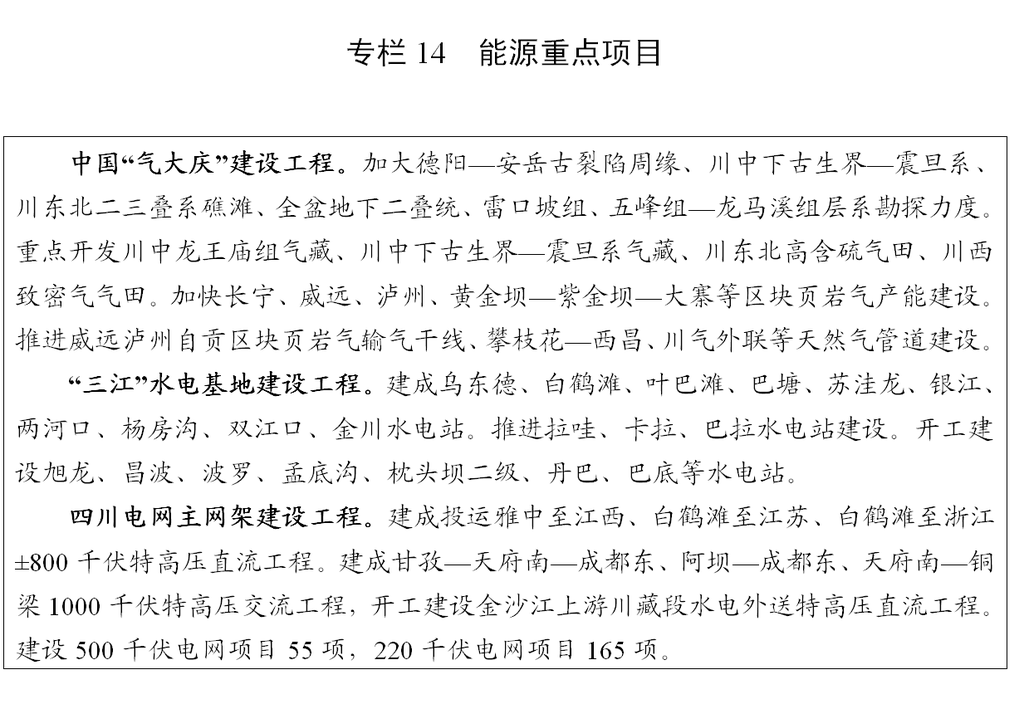 专栏 14　能源重点项目
中国“气大庆”建设工程。加大德阳—安岳古裂陷周缘、川中下古生界—震旦系、
川东北二三叠系礁滩、全盆地下二叠统、雷口坡组、五峰组—龙马溪组层系勘探力度。
重点开发川中龙王庙组气藏、川中下古生界—震旦系气藏、川东北高含硫气田、川西
致密气气田。加快长宁、威远、泸州、黄金坝—紫金坝—大寨等区块页岩气产能建设。
推进威远泸州自贡区块页岩气输气干线、攀枝花—西昌、川气外联等天然气管道建设。
“三江”水电基地建设工程。建成乌东德、白鹤滩、叶巴滩、巴塘、苏洼龙、银江、
两河口、杨房沟、双江口、金川水电站。推进拉哇、卡拉、巴拉水电站建设。开工建
设旭龙、昌波、波罗、孟底沟、枕头坝二级、丹巴、巴底等水电站。
四川电网主网架建设工程。建成投运雅中至江西、白鹤滩至江苏、白鹤滩至浙江
±800 千伏特高压直流工程。建成甘孜—天府南—成都东、阿坝—成都东、天府南—铜
梁 1000 千伏特高压交流工程，开工建设金沙江上游川藏段水电外送特高压直流工程。
建设 500 千伏电网项目 55 项，220 千伏电网项目 165 项。